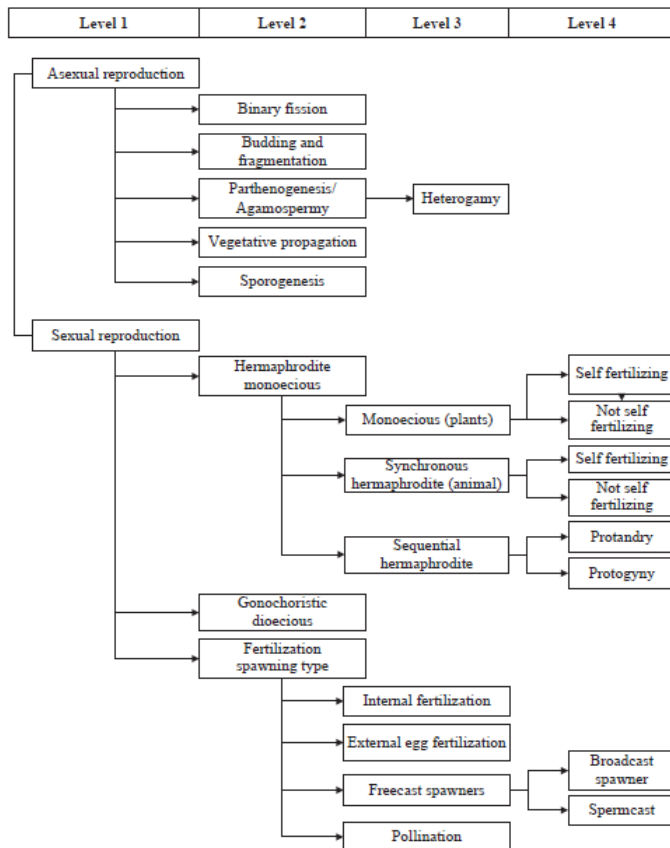 Level 1 Level 2 Level 3 Level 4
Asexual reproduction
Binary fission
Budding and
fragmentation
Parthenogenesis/
Agamospermy
Heterogamy
Vegetative propagation
Sporogenesis
Sexual reproduction
Hermaphrodite
monoecious
Monoecious (plants)
Self fertilizing
Not self
fertilizing
Synchronous
hermaphrodite (animal)
Self fertilizing
Not self
fertilizing
Sequential
hermaphrodite
Protandry
Protogyny
Gonochoristic
dioecious
Fertilization
spawning type
Internal fertilization
External egg fertilization
Freecast spawners
Broadcast
spawner
Spermcast
Pollination